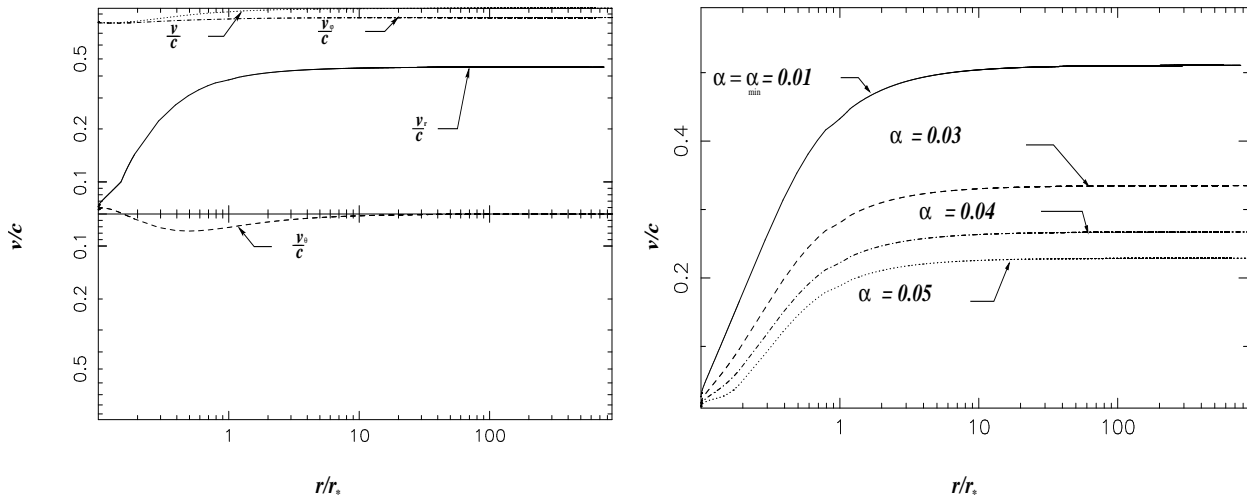 v/c
0.5
0.2
0.1
0.1
0.2
0.5
v
c
v_φ
c
v_r
c
v_θ
c
1
10
100
r/r_*
v/c
0.4
0.2
α = α_min = 0.01
α = 0.03
α = 0.04
α = 0.05
1
10
100
r/r_*